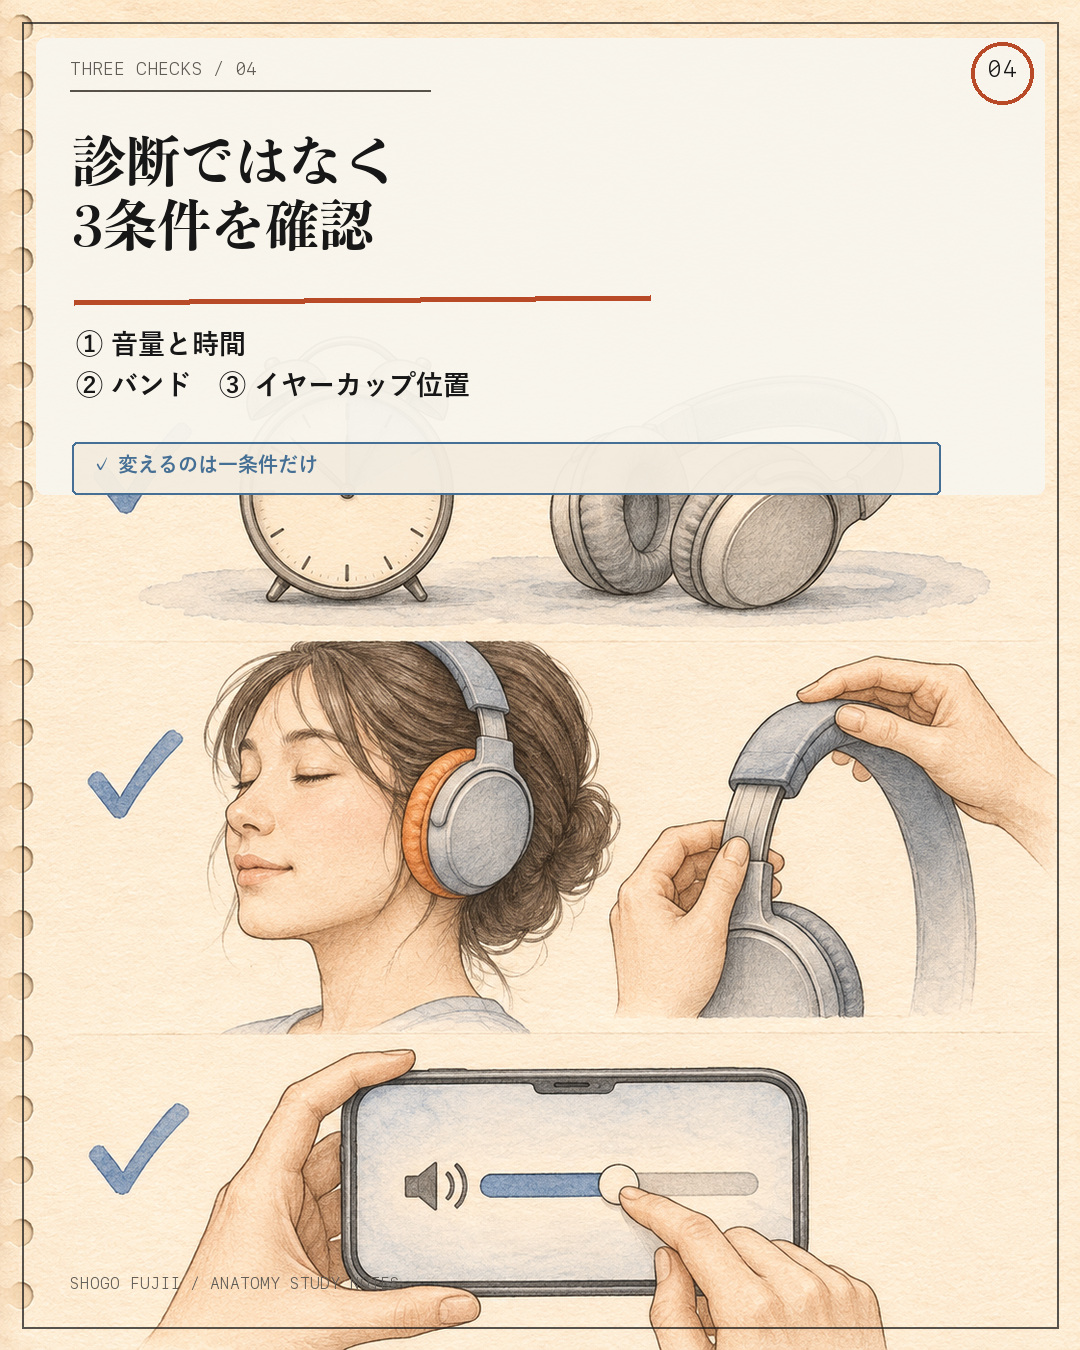 THREE CHECKS / 04
04
診断ではなく
3条件を確認
① 音量と時間
② バンド ③ イヤーカップ位置
✓ 変えるのは一条件だけ
SHOGO FUJII / ANATOMY STUDY NOTES